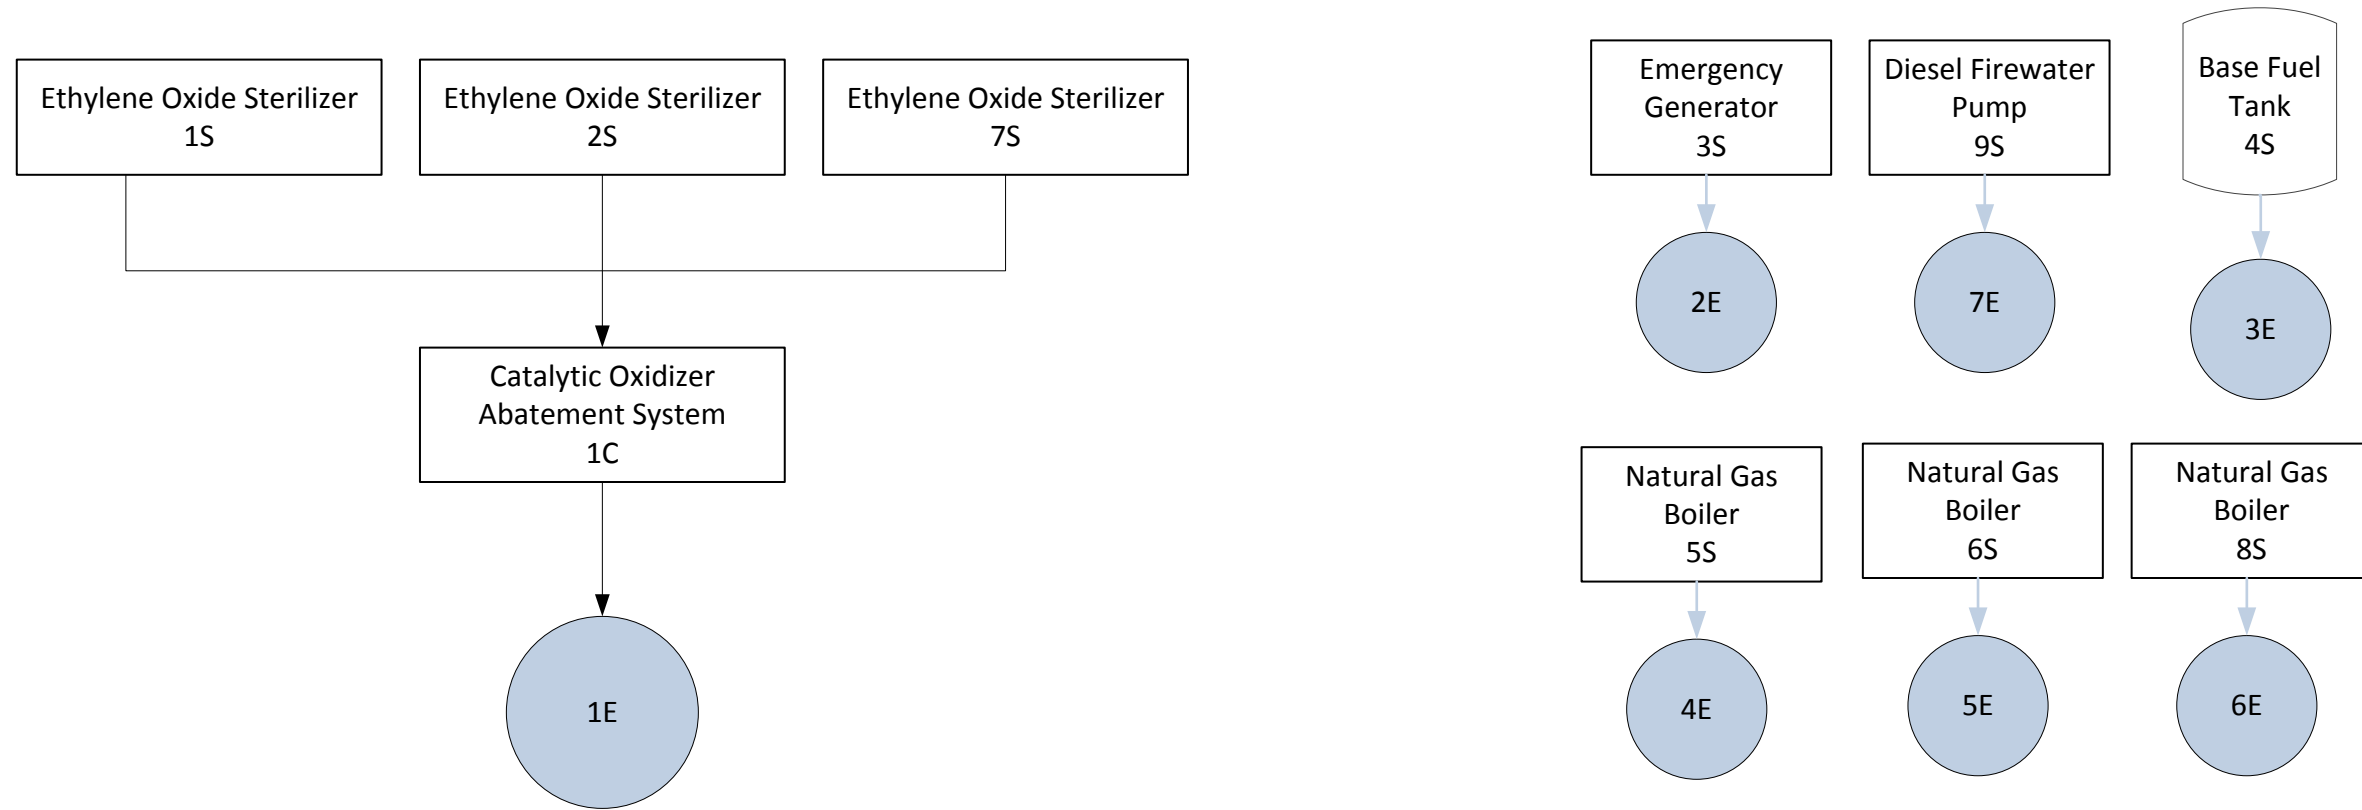 Ethylene Oxide Sterilizer
1S
Ethylene Oxide Sterilizer
2S
Ethylene Oxide Sterilizer
7S
Catalytic Oxidizer
Abatement System
1C
1E
Emergency
Generator
3S
2E
Diesel Firewater
Pump
9S
7E
Base Fuel
Tank
4S
3E
Natural Gas
Boiler
5S
4E
Natural Gas
Boiler
6S
5E
Natural Gas
Boiler
8S
6E